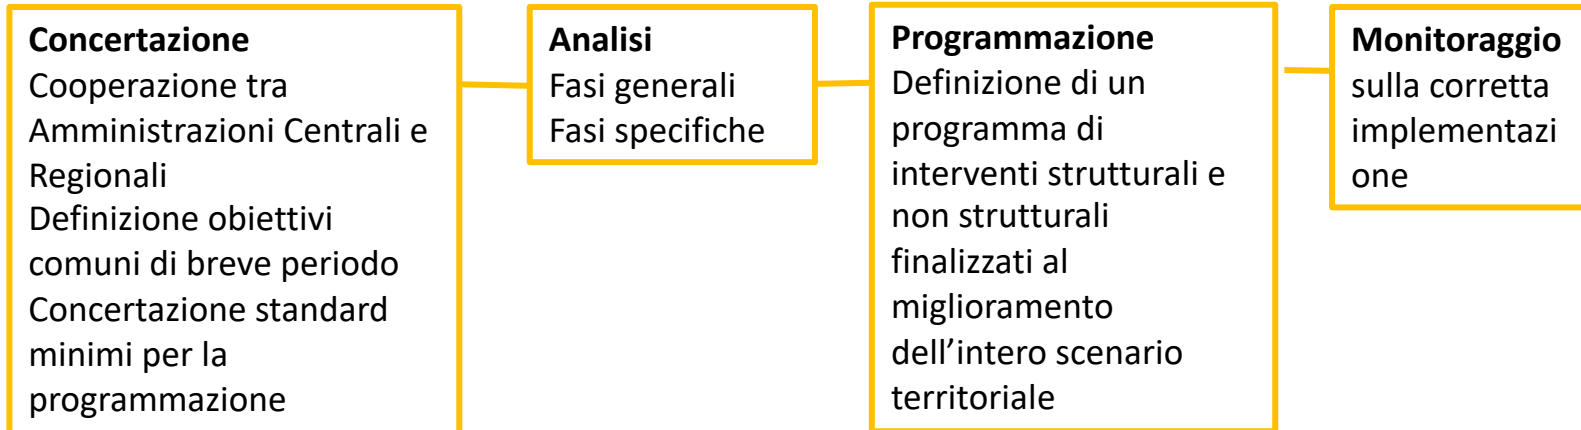 Concertazione
Cooperazione tra
Amministrazioni Centrali e
Regionali
Definizione obiettivi
comuni di breve periodo
Concertazione standard
minimi per la
programmazione
Analisi
Fasi generali
Fasi specifiche
Programmazione
Definizione di un
programma di
interventi strutturali e
non strutturali
finalizzati al
miglioramento
dell’intero scenario
territoriale
Monitoraggio
sulla corretta
implementazi
one